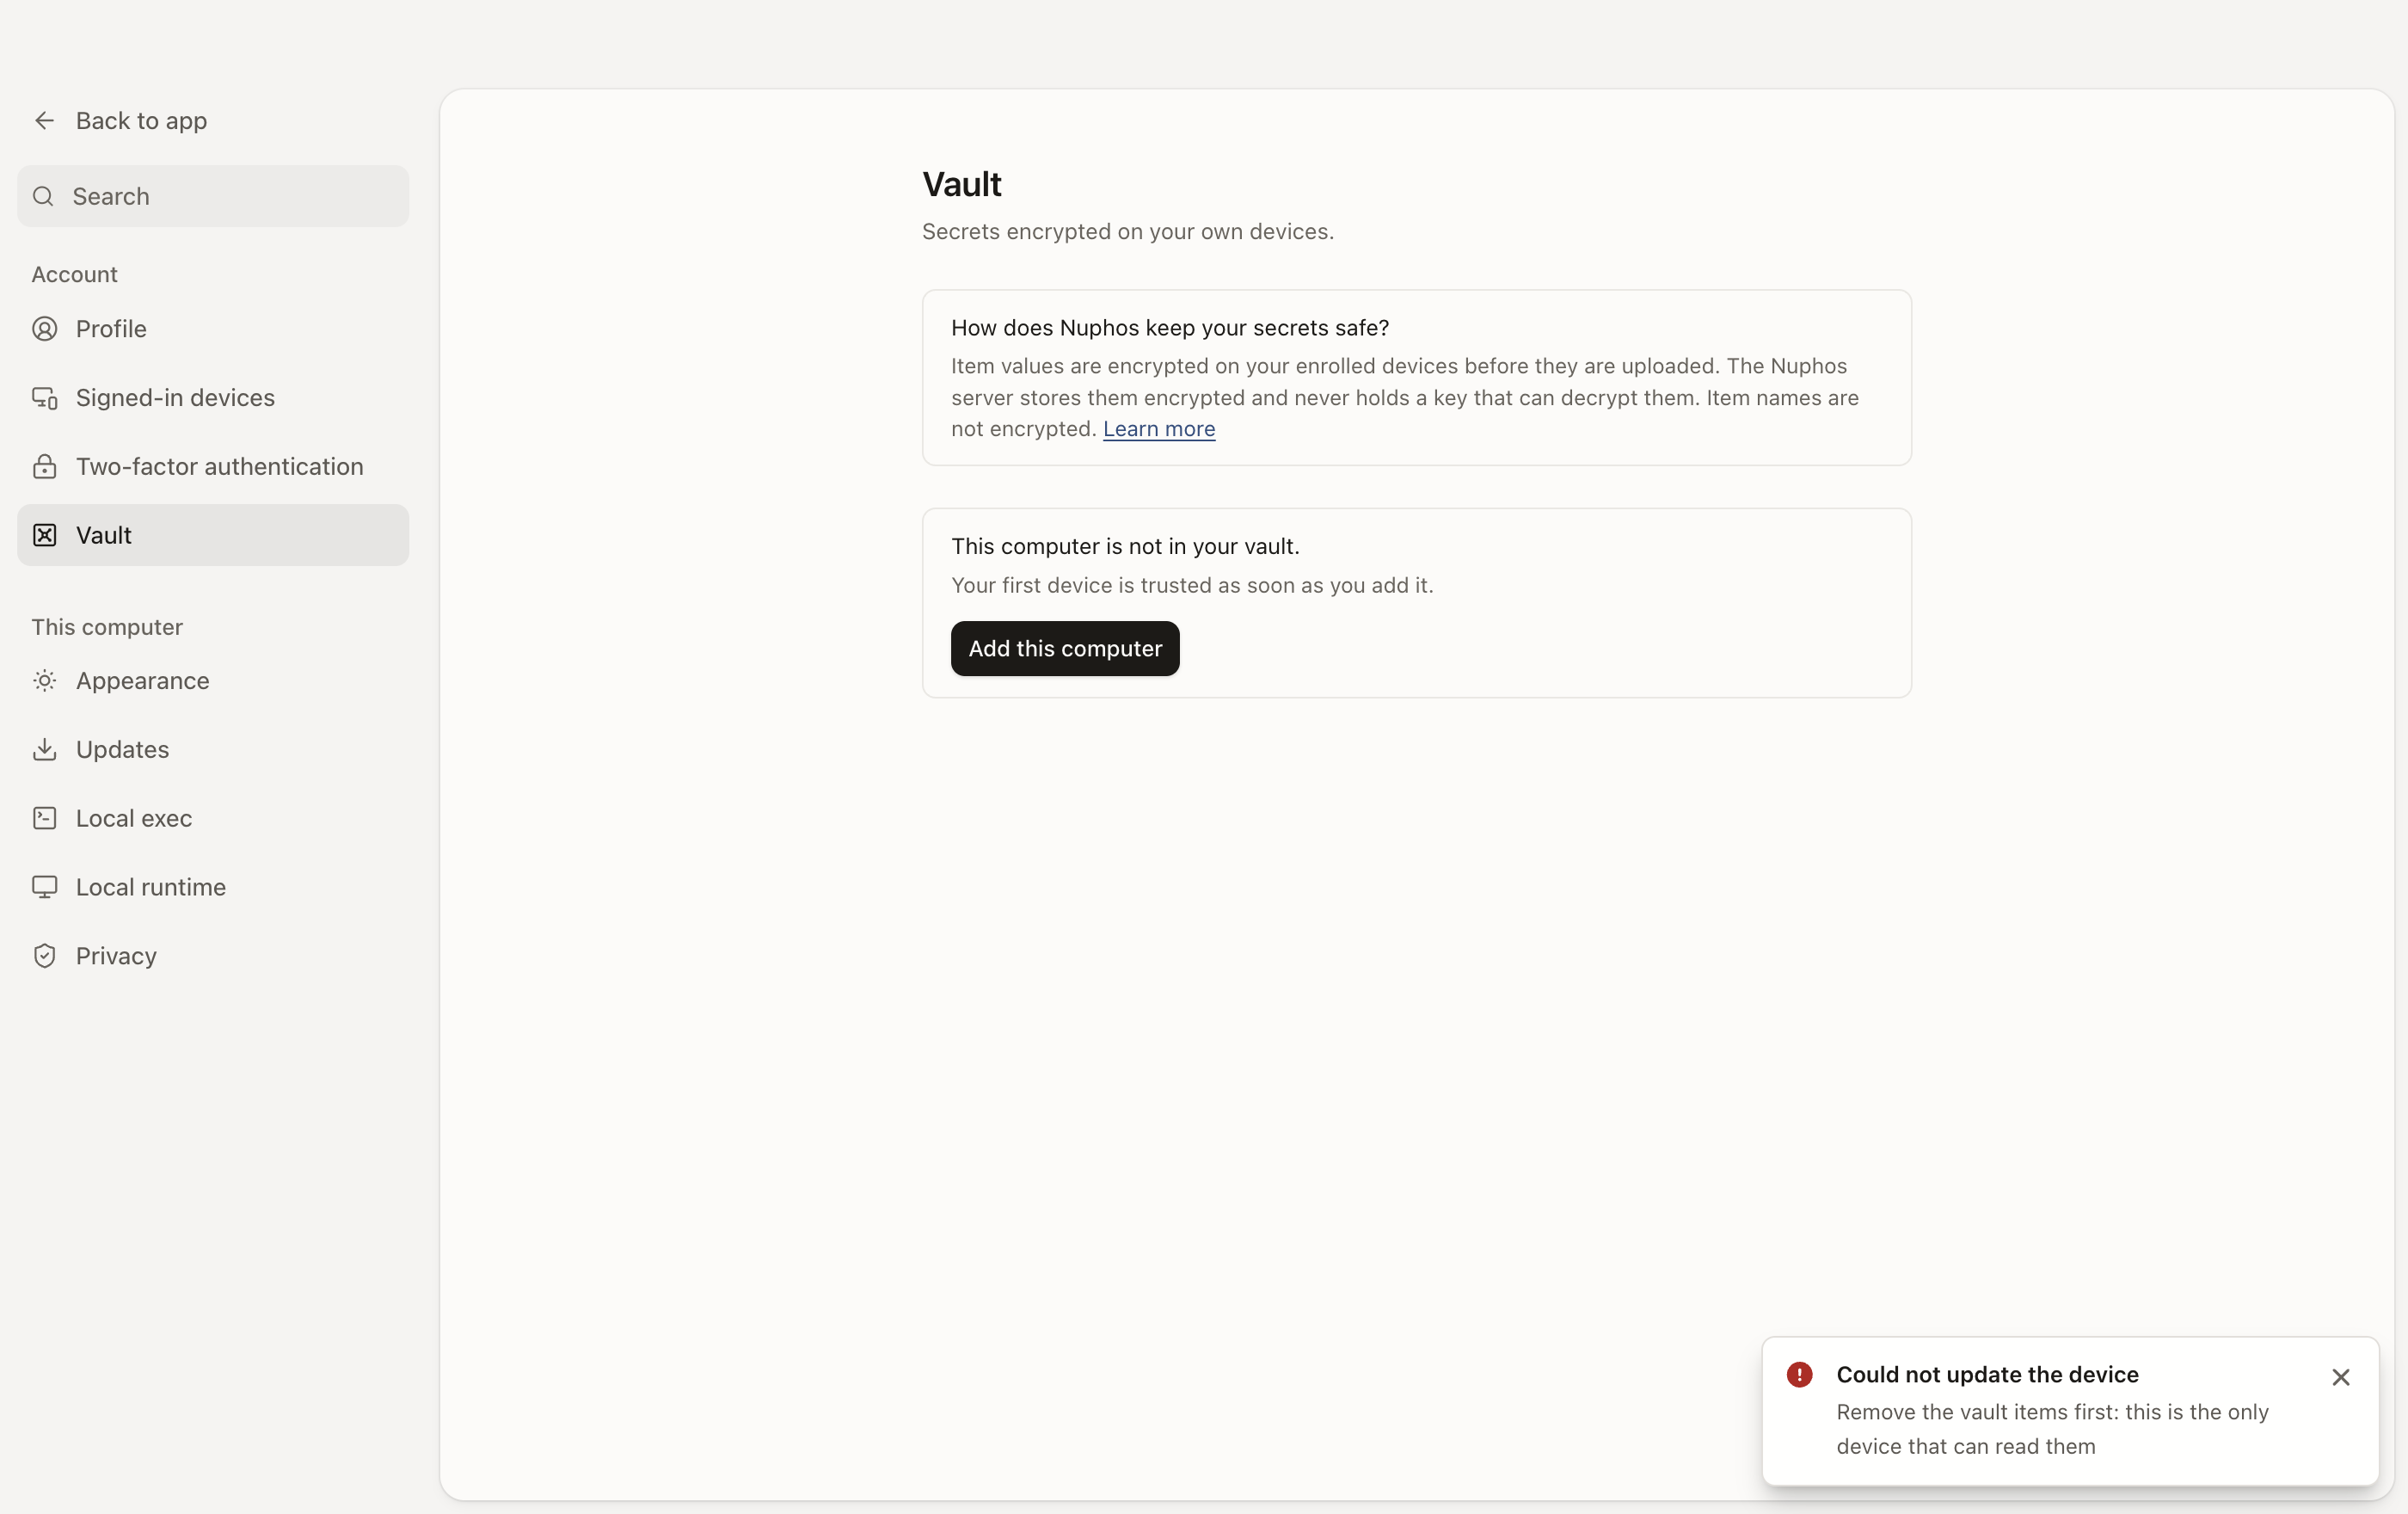 Back to app
Search
Account
Profile
Signed-in devices
Two-factor authentication
Vault
This computer
Appearance
Updates
Local exec
Local runtime
Privacy
Vault
Secrets encrypted on your own devices.
How does Nuphos keep your secrets safe?
Item values are encrypted on your enrolled devices before they are uploaded. The Nuphos
server stores them encrypted and never holds a key that can decrypt them. Item names are
not encrypted. Learn more
This computer is not in your vault.
Your first device is trusted as soon as you add it.
Add this computer
Could not update the device
Remove the vault items first: this is the only
device that can read them